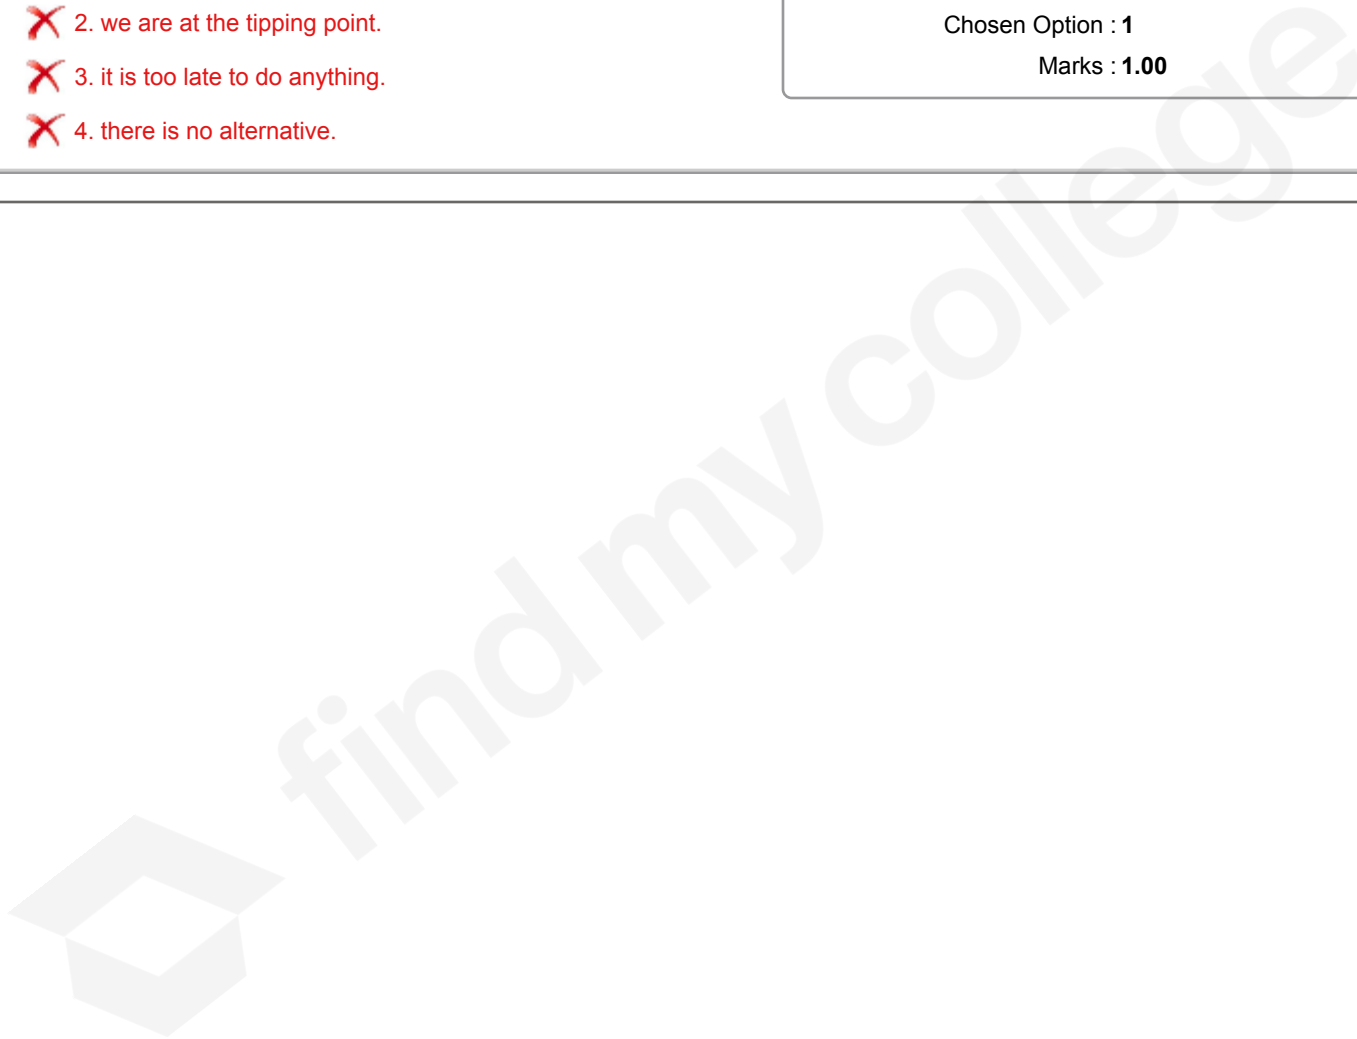 2. we are at the tipping point.
3. it is too late to do anything.
4. there is no alternative.
Chosen Option : 1
Marks : 1.00
find my college